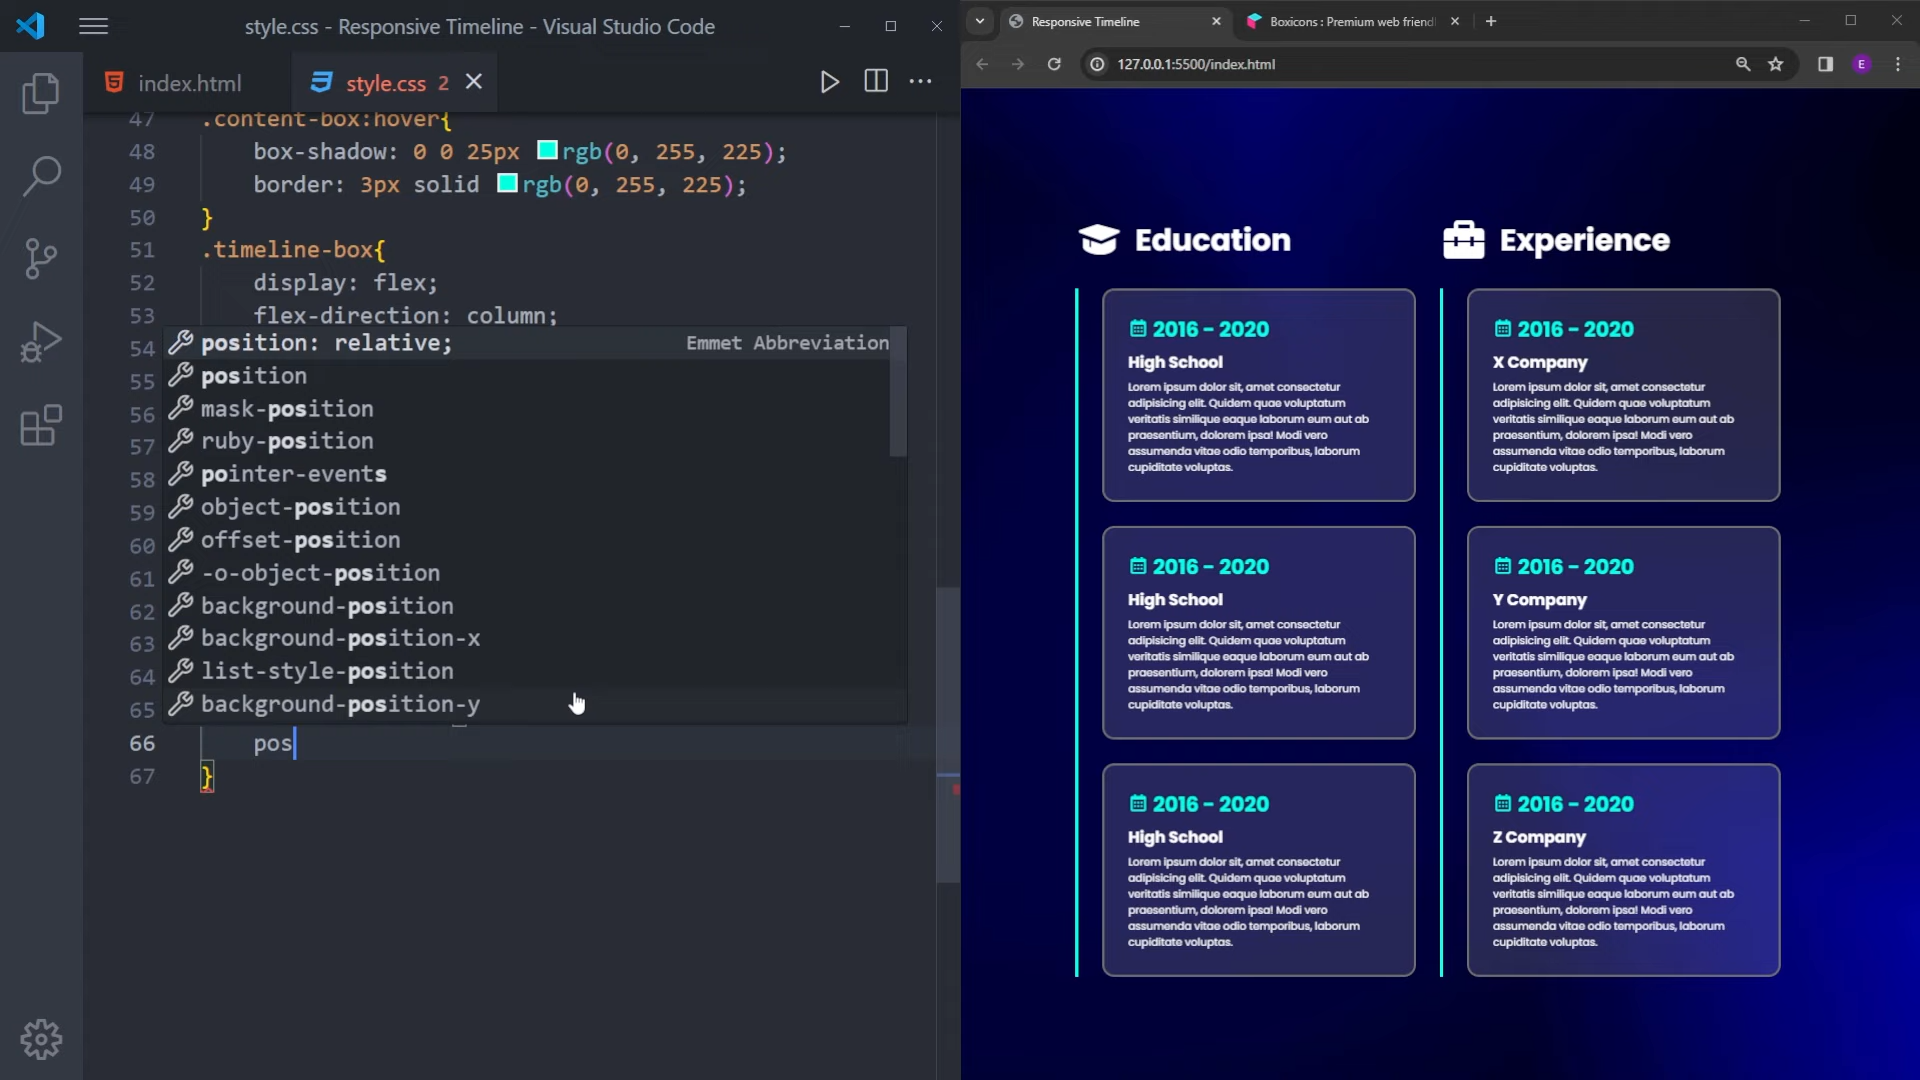 style.css - Responsive Timeline - Visual Studio Code
index.html
style.css 2
47 .content-box:hover{
48 box-shadow: 0 0 25px rgb(0, 255, 225);
49 border: 3px solid rgb(0, 255, 225);
50 }
51 .timeline-box{
52 display: flex;
53 flex-direction: column;
54
55
56
57
58
59
60
61
62
63
64
65
66 pos
67 }
position: relative; Emmet Abbreviation
position
mask-position
ruby-position
pointer-events
object-position
offset-position
-o-object-position
background-position
background-position-x
list-style-position
background-position-y
Responsive Timeline
Boxicons : Premium web friend
127.0.0.1:5500/index.html
E
Education
2016 - 2020
High School
Lorem ipsum dolor sit, amet consectetur
adipisicing elit. Quidem quae voluptatum
veritatis similique eaque laborum eum aut ab
praesentium, dolorem ipsa! Modi vero
assumenda vitae odio temporibus, laborum
cupiditate voluptas.
2016 - 2020
High School
Lorem ipsum dolor sit, amet consectetur
adipisicing elit. Quidem quae voluptatum
veritatis similique eaque laborum eum aut ab
praesentium, dolorem ipsa! Modi vero
assumenda vitae odio temporibus, laborum
cupiditate voluptas.
2016 - 2020
High School
Lorem ipsum dolor sit, amet consectetur
adipisicing elit. Quidem quae voluptatum
veritatis similique eaque laborum eum aut ab
praesentium, dolorem ipsa! Modi vero
assumenda vitae odio temporibus, laborum
cupiditate voluptas.
Experience
2016 - 2020
X Company
Lorem ipsum dolor sit, amet consectetur
adipisicing elit. Quidem quae voluptatum
veritatis similique eaque laborum eum aut ab
praesentium, dolorem ipsa! Modi vero
assumenda vitae odio temporibus, laborum
cupiditate voluptas.
2016 - 2020
Y Company
Lorem ipsum dolor sit, amet consectetur
adipisicing elit. Quidem quae voluptatum
veritatis similique eaque laborum eum aut ab
praesentium, dolorem ipsa! Modi vero
assumenda vitae odio temporibus, laborum
cupiditate voluptas.
2016 - 2020
Z Company
Lorem ipsum dolor sit, amet consectetur
adipisicing elit. Quidem quae voluptatum
veritatis similique eaque laborum eum aut ab
praesentium, dolorem ipsa! Modi vero
assumenda vitae odio temporibus, laborum
cupiditate voluptas.